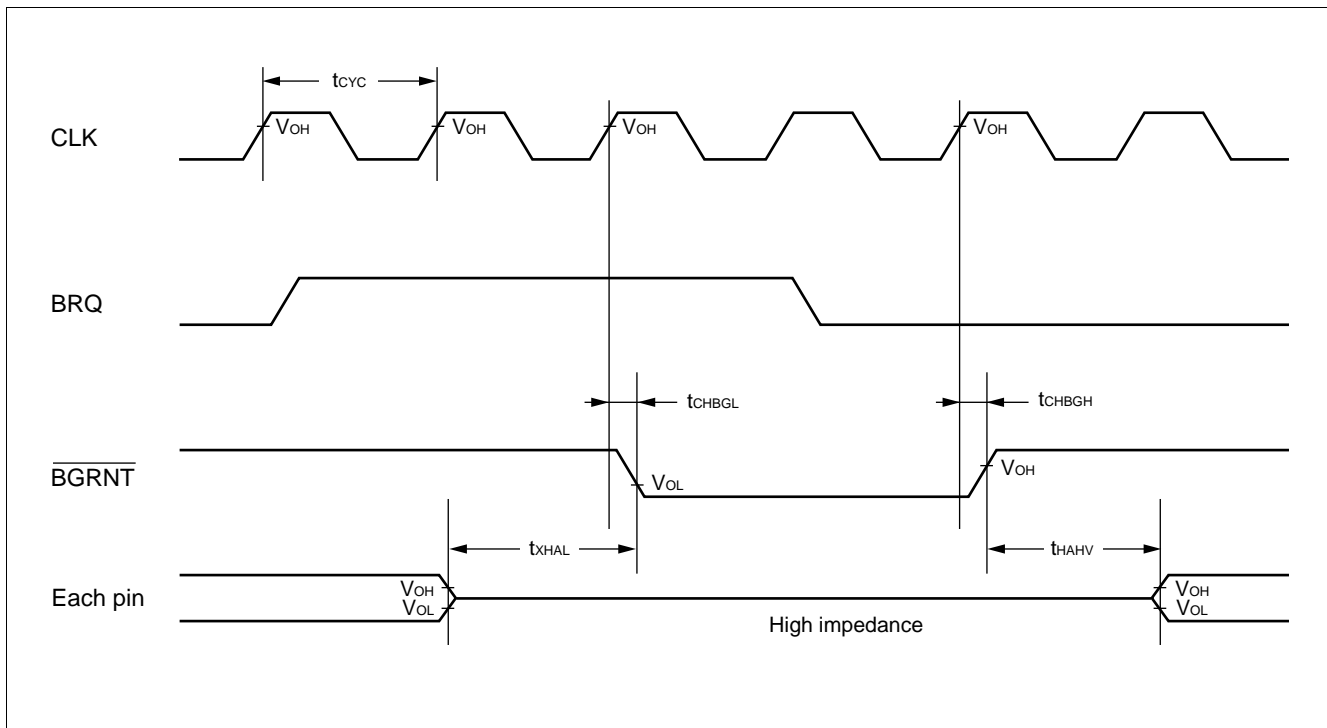 tCYC
CLK
VOH
VOH
VOH
VOH
BRQ
tCHBGL
tCHBGH
BGRNT
VOL
VOH
tXHAL
tHAHV
Each pin
VOH
VOL
High impedance
VOH
VOL